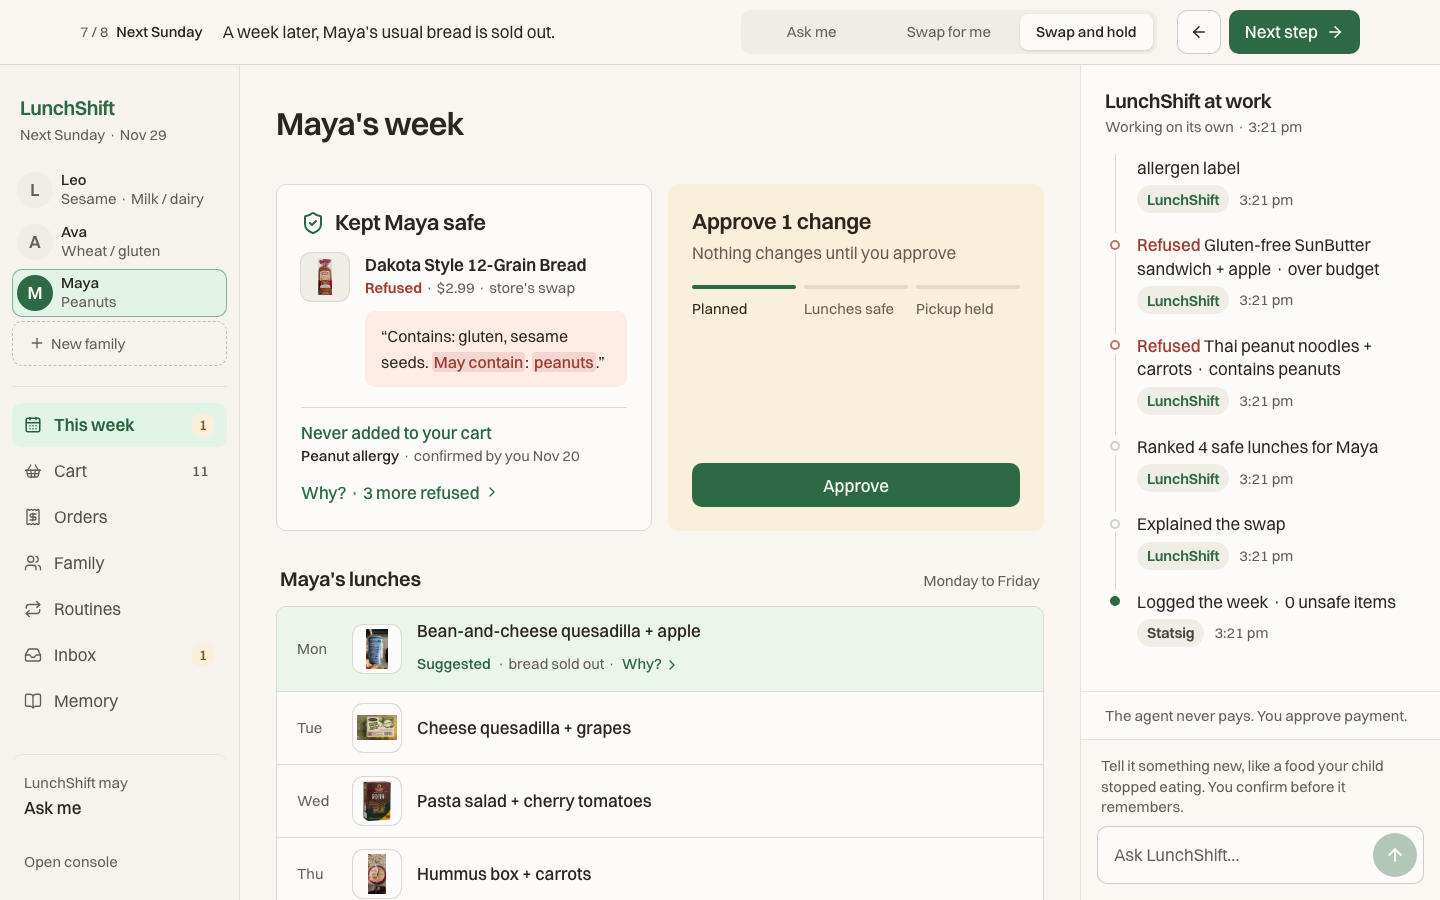 7 / 8 Next Sunday A week later, Maya's usual bread is sold out.
Ask me
Swap for me
Swap and hold
Next step
LunchShift
Next Sunday · Nov 29
L
Leo
Sesame · Milk / dairy
A
Ava
Wheat / gluten
M
Maya
Peanuts
New family
This week 1
Cart 11
Orders
Family
Routines
Inbox 1
Memory
LunchShift may
Ask me
Open console
Maya's week
Kept Maya safe
Dakota Style 12-Grain Bread
Refused · $2.99 · store's swap
“Contains: gluten, sesame
seeds. May contain: peanuts.”
Never added to your cart
Peanut allergy · confirmed by you Nov 20
Why? · 3 more refused
Approve 1 change
Nothing changes until you approve
Planned
Lunches safe
Pickup held
Approve
Maya's lunches
Monday to Friday
Mon
Bean-and-cheese quesadilla + apple
Suggested · bread sold out · Why?
Tue
Cheese quesadilla + grapes
Wed
Pasta salad + cherry tomatoes
Thu
Hummus box + carrots
LunchShift at work
Working on its own · 3:21 pm
allergen label
LunchShift 3:21 pm
Refused Gluten-free SunButter
sandwich + apple · over budget
LunchShift 3:21 pm
Refused Thai peanut noodles +
carrots · contains peanuts
LunchShift 3:21 pm
Ranked 4 safe lunches for Maya
LunchShift 3:21 pm
Explained the swap
LunchShift 3:21 pm
Logged the week · 0 unsafe items
Statsig 3:21 pm
The agent never pays. You approve payment.
Tell it something new, like a food your child
stopped eating. You confirm before it
remembers.
Ask LunchShift...